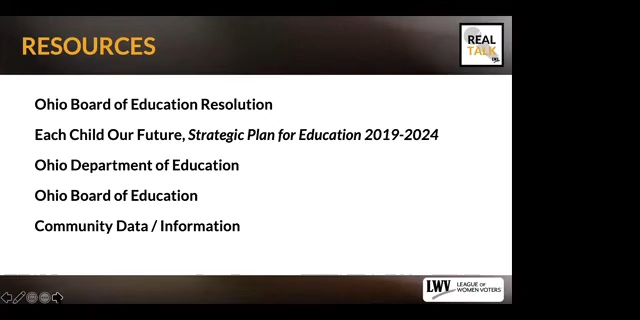 RESOURCES
REAL
TALK
Ohio Board of Education Resolution
Each Child Our Future, Strategic Plan for Education 2019-2024
Ohio Department of Education
Ohio Board of Education
Community Data / Information
LWV LEAGUE OF
WOMEN VOTERS